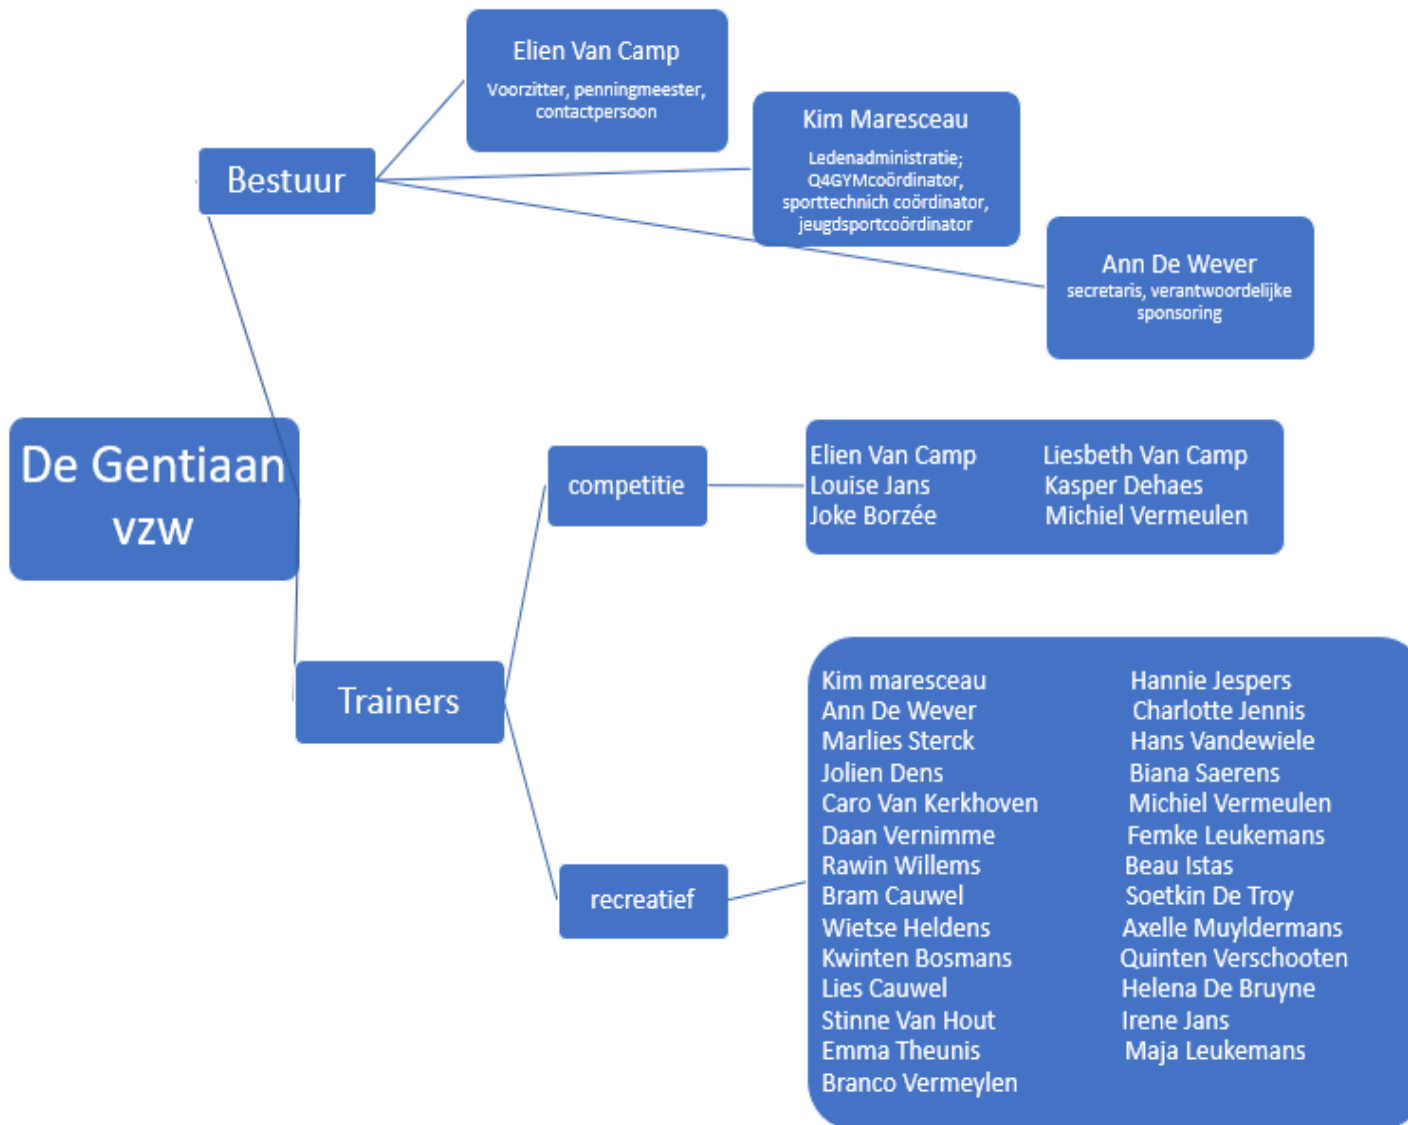 Elien Van Camp
Voorzitter, penningmeester,
contactpersoon
Kim Maresceau
Ledenadministratie;
Q4GYMcoördinator,
sporttechnich coördinator,
jeugdsportcoördinator
Bestuur
Ann De Wever
secretaris, verantwoordelijke
sponsoring
De Gentiaan
vzw
Trainers
competitie
Elien Van Camp Liesbeth Van Camp
Louise Jans Kasper Dehaes
Joke Borzée Michiel Vermeulen
recreatief
Kim maresceau Hannie Jespers
Ann De Wever Charlotte Jennis
Marlies Sterck Hans Vandewiele
Jolien Dens Biana Saerens
Caro Van Kerkhoven Michiel Vermeulen
Daan Vernimme Femke Leukemans
Rawin Willems Beau Istas
Bram Cauwel Soetkin De Troy
Wietse Heldens Axelle Muyldermans
Kwinten Bosmans Quinten Verschooten
Lies Cauwel Helena De Bruyne
Stinne Van Hout Irene Jans
Emma Theunis Maja Leukemans
Branco Vermeylen